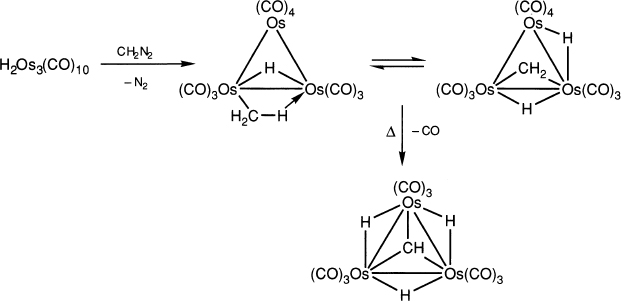 (CO)₄
Os
H
(CO)₃Os
Os(CO)₃
H₂C—H
H₂Os₃(CO)₁₀
CH₂N₂
– N₂
(CO)₄
Os
H
CH₂
(CO)₃Os
Os(CO)₃
H
Δ
– CO
(CO)₃
Os
H
H
CH
(CO)₃Os
Os(CO)₃
H